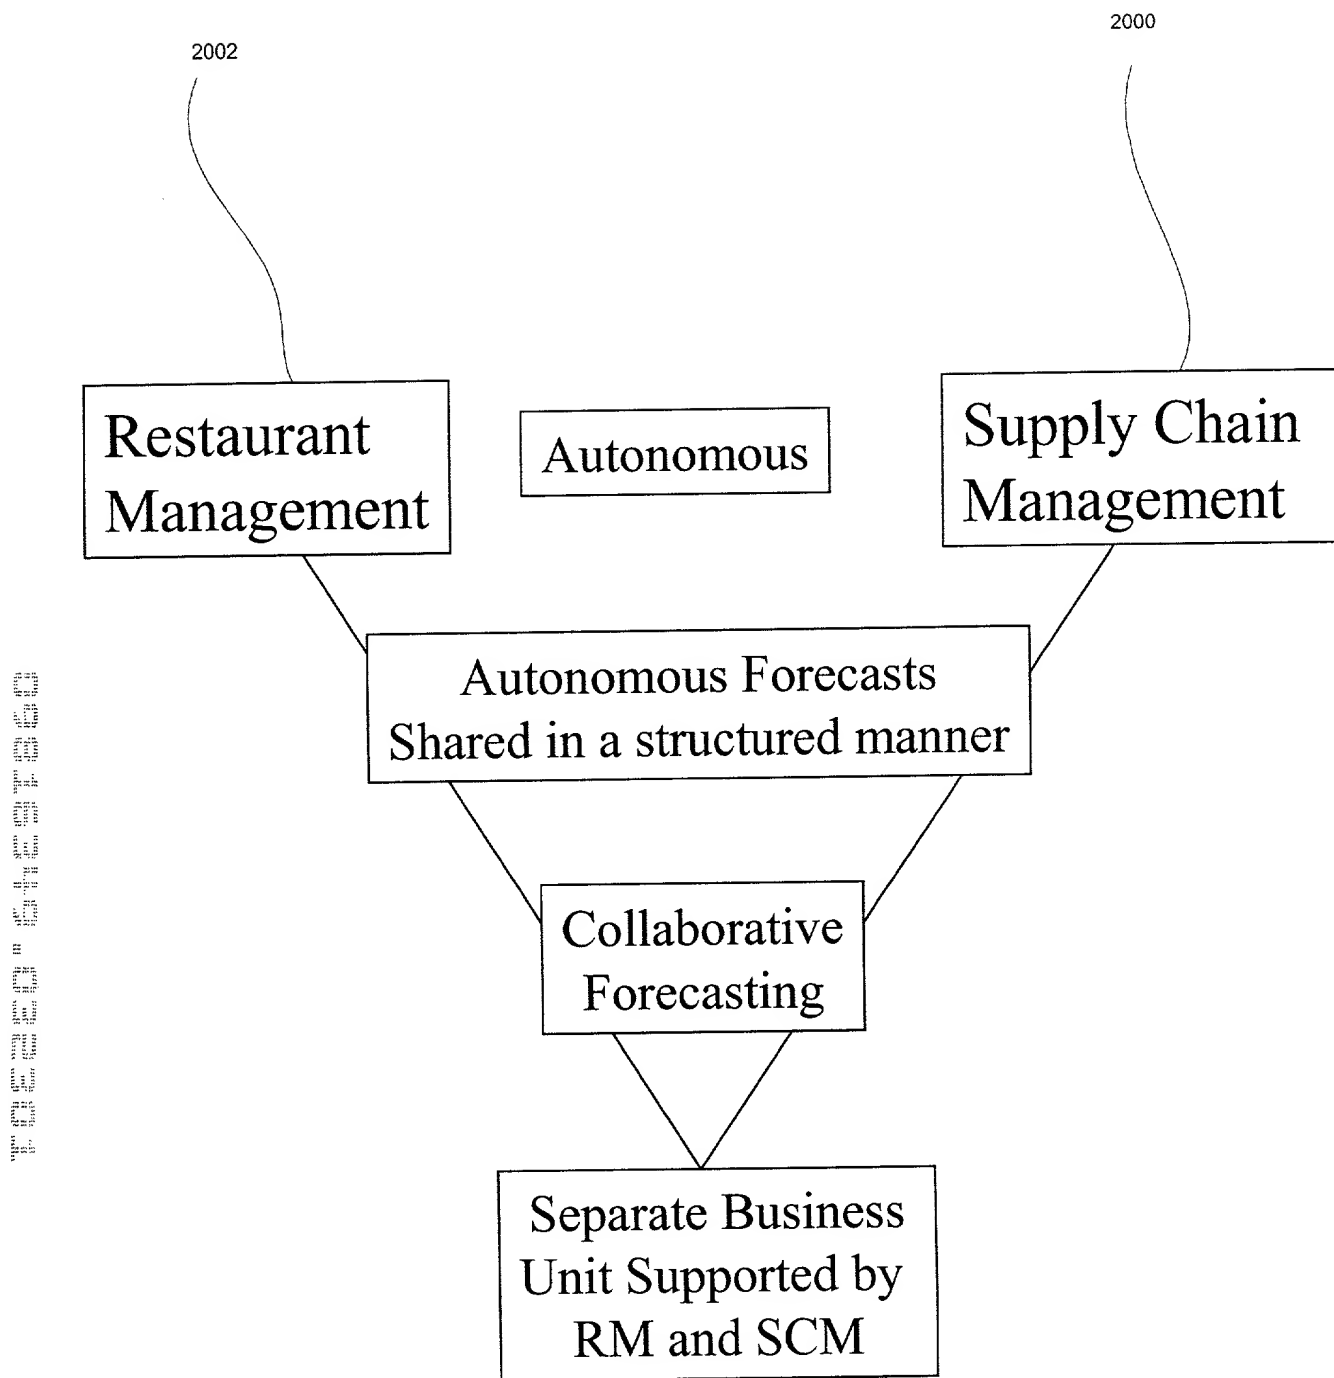 2002
2000
Restaurant
Management
Autonomous
Supply Chain
Management
Autonomous Forecasts
Shared in a structured manner
Collaborative
Forecasting
Separate Business
Unit Supported by
RM and SCM